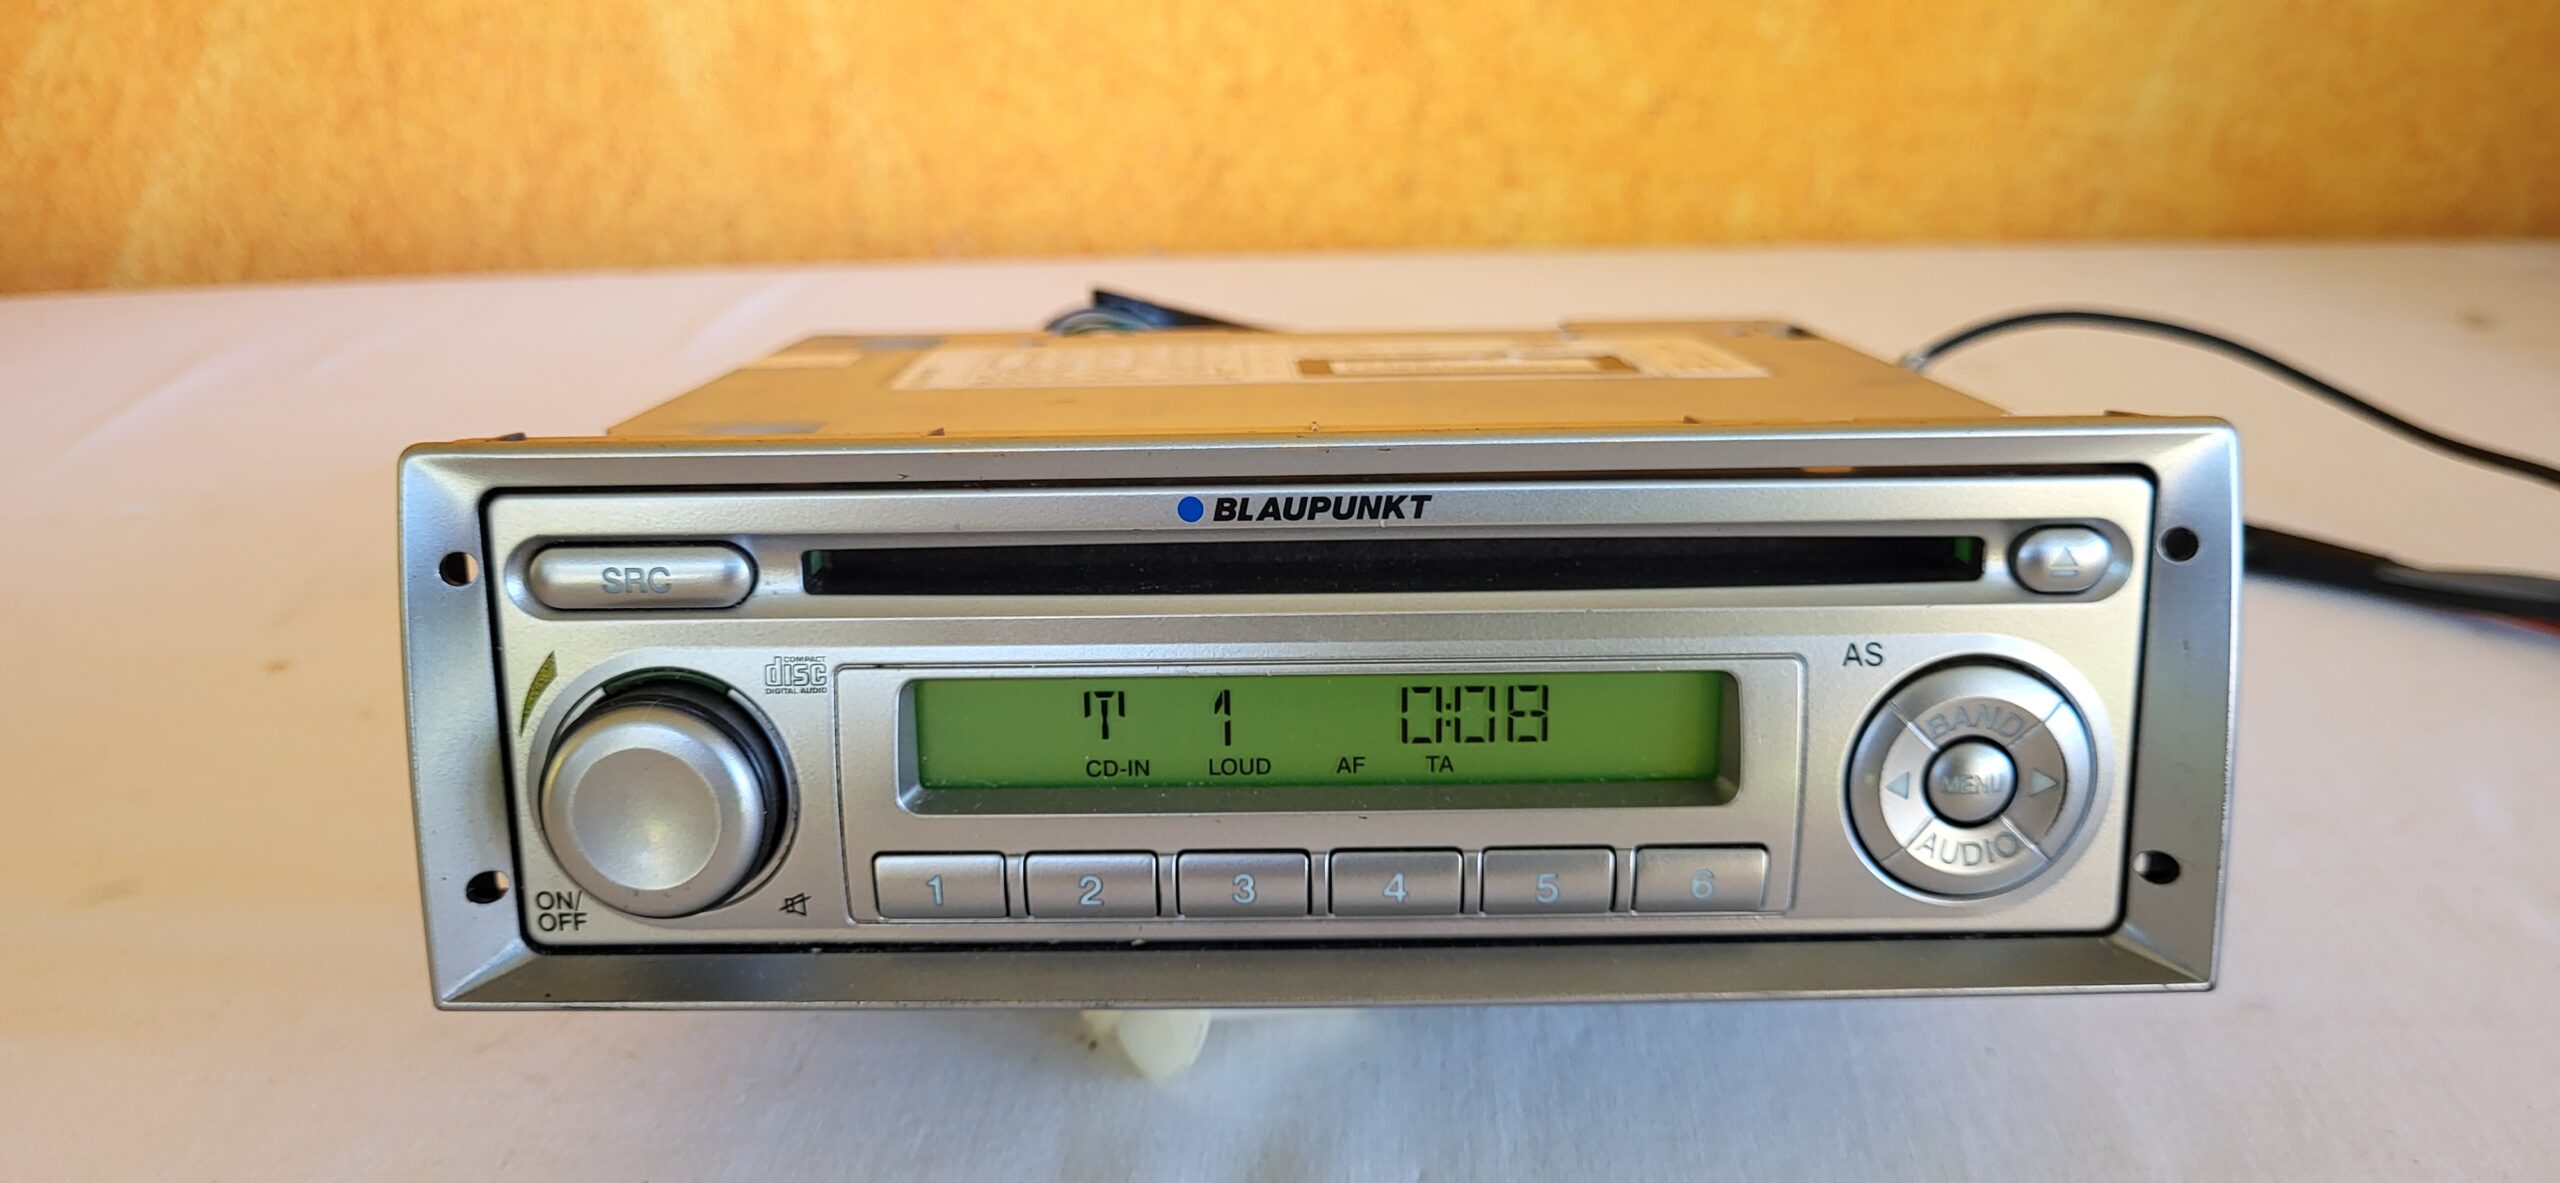 BLAUPUNKT
SRC
COMPACT
disc
DIGITAL AUDIO
T 1 0:08
CD-IN LOUD AF TA
AS
BAND
MENU
AUDIO
1 2 3 4 5 6
ON/
OFF